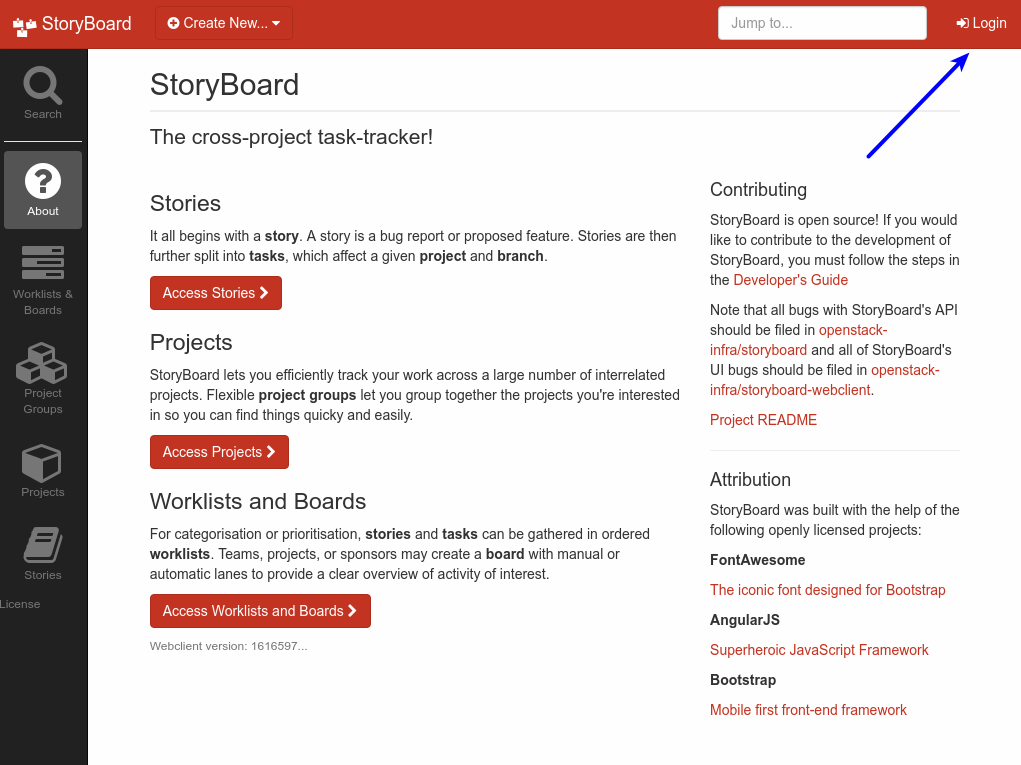 StoryBoard
Create New...
Jump to...
Login
Search
About
Worklists &
Boards
Project
Groups
Projects
Stories
License
StoryBoard
The cross-project task-tracker!
Stories
It all begins with a story. A story is a bug report or proposed feature. Stories are then
further split into tasks, which affect a given project and branch.
Access Stories
Projects
StoryBoard lets you efficiently track your work across a large number of interrelated
projects. Flexible project groups let you group together the projects you're interested
in so you can find things quicky and easily.
Access Projects
Worklists and Boards
For categorisation or prioritisation, stories and tasks can be gathered in ordered
worklists. Teams, projects, or sponsors may create a board with manual or
automatic lanes to provide a clear overview of activity of interest.
Access Worklists and Boards
Webclient version: 1616597...
Contributing
StoryBoard is open source! If you would
like to contribute to the development of
StoryBoard, you must follow the steps in
the Developer's Guide
Note that all bugs with StoryBoard's API
should be filed in openstack-
infra/storyboard and all of StoryBoard's
UI bugs should be filed in openstack-
infra/storyboard-webclient.
Project README
Attribution
StoryBoard was built with the help of the
following openly licensed projects:
FontAwesome
The iconic font designed for Bootstrap
AngularJS
Superheroic JavaScript Framework
Bootstrap
Mobile first front-end framework